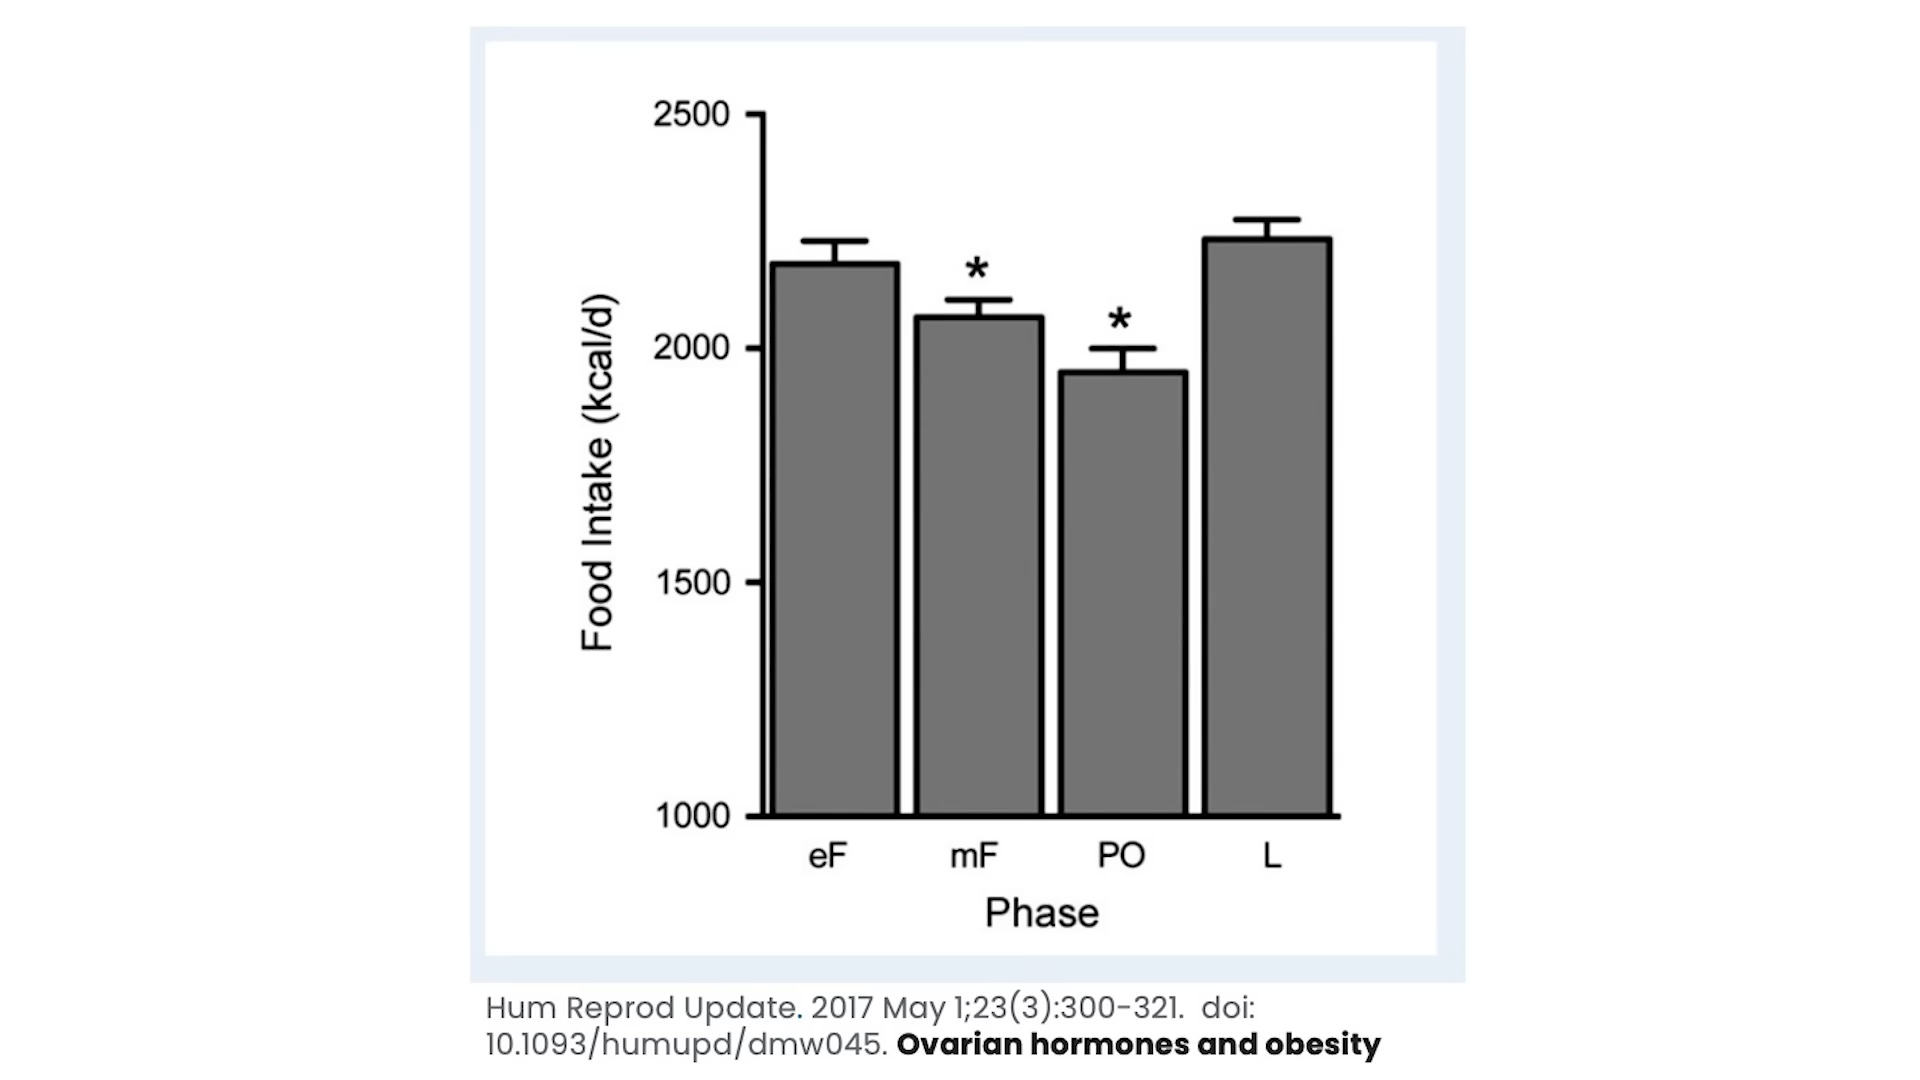 2500
*
*
2000
1500
1000
Food Intake (kcal/d)
eF mF PO L
Phase
Hum Reprod Update. 2017 May 1;23(3):300-321. doi:
10.1093/humupd/dmw045. Ovarian hormones and obesity